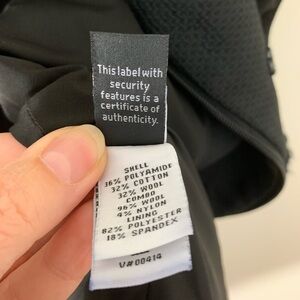 This label with
security
features is a
certificate of
authenticity.
SHELL
36% POLYAMIDE
32% COTTON
32% WOOL
COMBO
96% WOOL
4% NYLON
LINING
82% POLYESTER
18% SPANDEX
V#00414